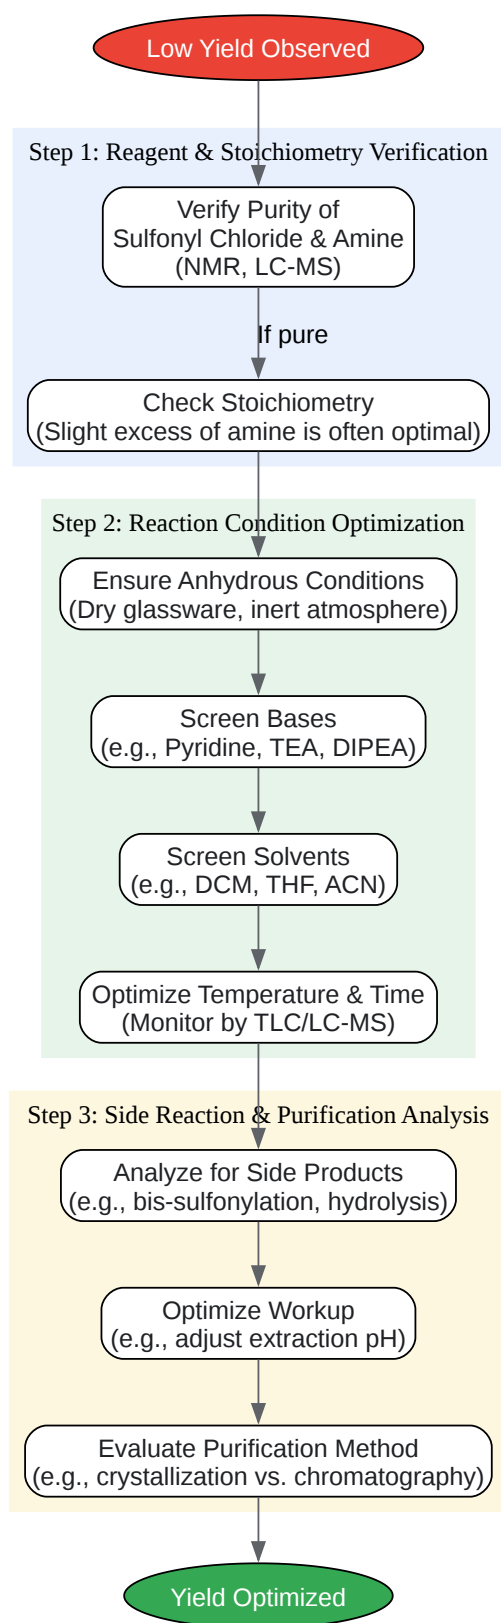 Low Yield Observed
Step 1: Reagent & Stoichiometry Verification
Verify Purity of
Sulfonyl Chloride & Amine
(NMR, LC-MS)
If pure
Check Stoichiometry
(Slight excess of amine is often optimal)
Step 2: Reaction Condition Optimization
Ensure Anhydrous Conditions
(Dry glassware, inert atmosphere)
Screen Bases
(e.g., Pyridine, TEA, DIPEA)
Screen Solvents
(e.g., DCM, THF, ACN)
Optimize Temperature & Time
(Monitor by TLC/LC-MS)
Step 3: Side Reaction & Purification Analysis
Analyze for Side Products
(e.g., bis-sulfonylation, hydrolysis)
Optimize Workup
(e.g., adjust extraction pH)
Evaluate Purification Method
(e.g., crystallization vs. chromatography)
Yield Optimized